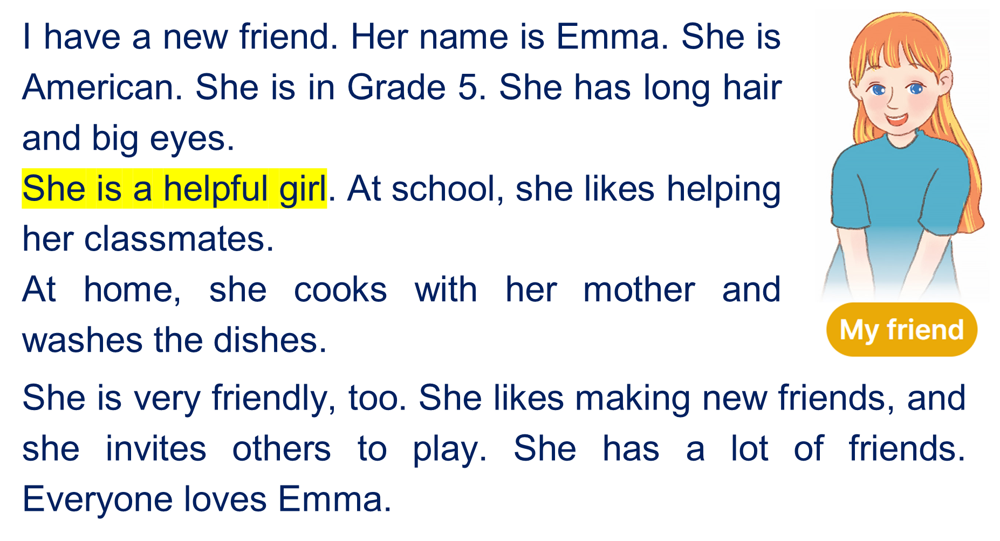 I have a new friend. Her name is Emma. She is
American. She is in Grade 5. She has long hair
and big eyes.
She is a helpful girl. At school, she likes helping
her classmates.
At home, she cooks with her mother and
washes the dishes.
She is very friendly, too. She likes making new friends, and
she invites others to play. She has a lot of friends.
Everyone loves Emma.
My friend